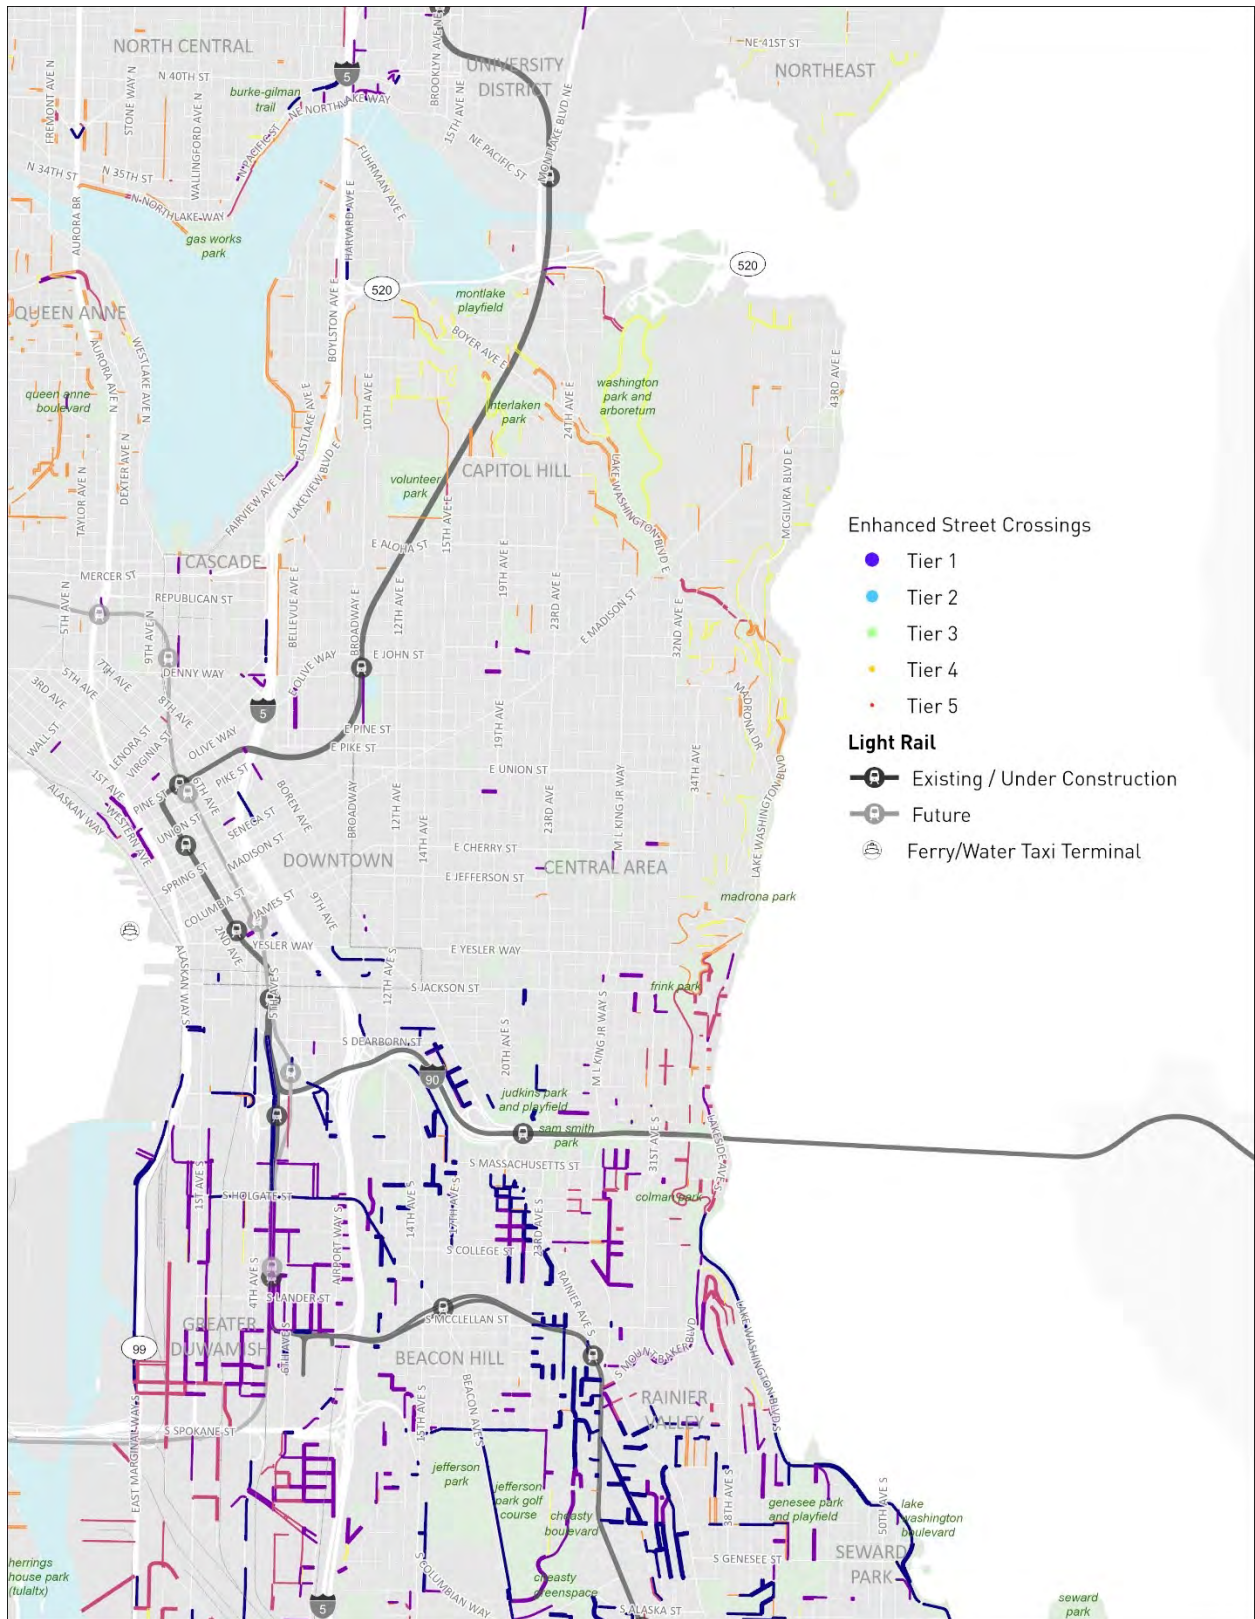 NORTH CENTRAL
N 40TH ST
FREMONT AVE N
STONE WAY N
WALLINGFORD AVE N
burke-gilman
trail
5
NE NORTHLAKE WAY
BROOKLYN AVE NE
UNIVERSITY
DISTRICT
15TH AVE NE
MONTLAKE BLVD NE
NE PACIFIC ST
NE 41ST ST
NORTHEAST
N 34TH ST
N 35TH ST
N PACIFIC ST
N NORTHLAKE WAY
AURORA BR
gas works
park
FUHRMAN AVE E
HARVARD AVE E
520
520
montlake
playfield
QUEEN ANNE
AURORA AVE N
WESTLAKE AVE N
BOYLSTON AVE E
BOYER AVE E
queen anne
boulevard
DEXTER AVE N
TAYLOR AVE N
EASTLAKE AVE E
10TH AVE E
interlaken
park
24TH AVE E
washington
park and
arboretum
43RD AVE E
CAPITOL HILL
volunteer
park
FAIRVIEW AVE N
LAKEVIEW BLVD E
15TH AVE E
LAKE WASHINGTON BLVD E
MCGILVRA BLVD E
E ALOHA ST
CASCADE
MERCER ST
REPUBLICAN ST
5TH AVE N
9TH AVE N
BELLEVUE AVE E
BROADWAY E
12TH AVE E
19TH AVE E
23RD AVE E
E MADISON ST
32ND AVE E
E JOHN ST
DENNY WAY
E OLIVE WAY
7TH AVE
5TH AVE
3RD AVE
8TH AVE
WALL ST
LENORA ST
VIRGINIA ST
OLIVE WAY
5
E PINE ST
E PIKE ST
19TH AVE
MADRONA DR
34TH AVE
LAKE WASHINGTON BLVD
E UNION ST
1ST AVE
ALASKAN WAY
WESTERN AVE
PINE ST
6TH AVE
PIKE ST
BOREN AVE
UNION ST
SENECA ST
MADISON ST
BROADWAY
12TH AVE
14TH AVE
23RD AVE
M L KING JR WAY
E CHERRY ST
DOWNTOWN
CENTRAL AREA
SPRING ST
E JEFFERSON ST
COLUMBIA ST
JAMES ST
9TH AVE
madrona park
2ND AVE
YESLER WAY
E YESLER WAY
12TH AVE S
S JACKSON ST
frink park
ALASKAN WAY S
5TH AVE S
S DEARBORN ST
90
20TH AVE S
M L KING JR WAY S
judkins park
and playfield
sam smith
park
31ST AVE S
LAKESIDE AVE S
S MASSACHUSETTS ST
colman park
1ST AVE S
S HOLGATE ST
14TH AVE S
17TH AVE S
23RD AVE S
S COLLEGE ST
AIRPORT WAY S
4TH AVE S
S LANDER ST
RAINIER AVE S
S MCCLELLAN ST
GREATER
DUWAMISH
6TH AVE S
99
BEACON HILL
S MOUNT BAKER BLVD
LAKE WASHINGTON BLVD S
RAINIER
VALLEY
EAST MARGINAL WAY S
S SPOKANE ST
15TH AVE S
BEACON AVE S
jefferson
park
jefferson
park golf
course
cheasty
boulevard
38TH AVE S
genesee park
and playfield
50TH AVE S
lake
washington
boulevard
S GENESEE ST
SEWARD
PARK
herrings
house park
(tulaltx)
S COLUMBIAN WAY
cheasty
greenspace
5
S ALASKA ST
seward
park
Enhanced Street Crossings
Tier 1
Tier 2
Tier 3
Tier 4
Tier 5
Light Rail
Existing / Under Construction
Future
Ferry/Water Taxi Terminal